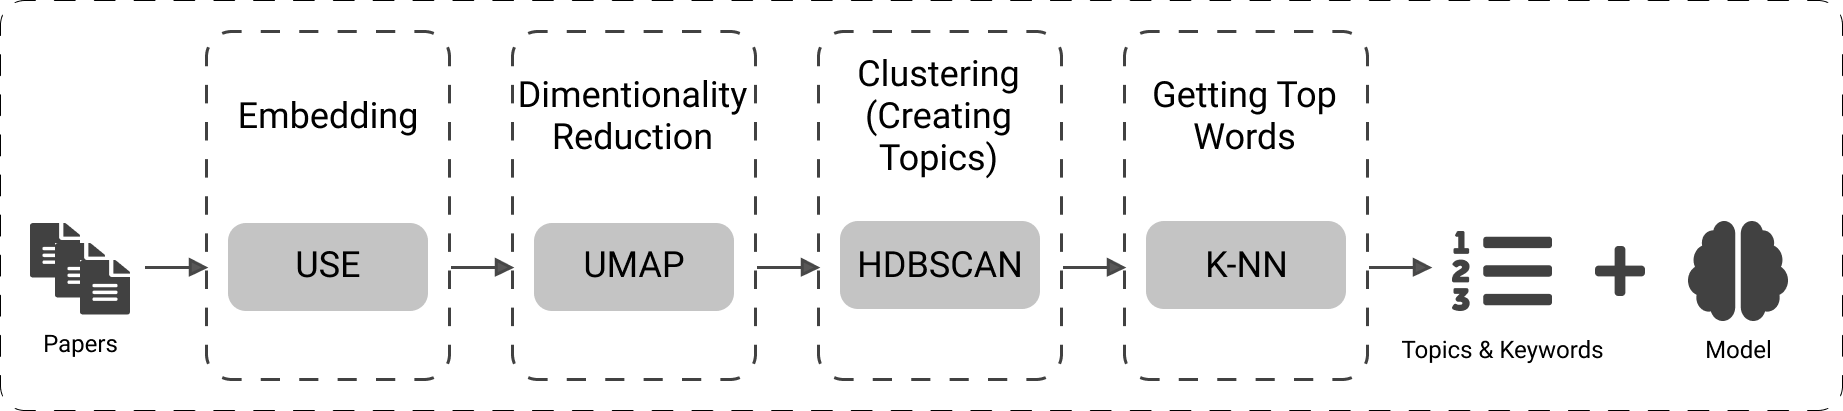 Embedding
Dimentionality
Reduction
Clustering
(Creating
Topics)
Getting Top
Words
USE
UMAP
HDBSCAN
K-NN
1
2
3
Papers
Topics & Keywords
Model